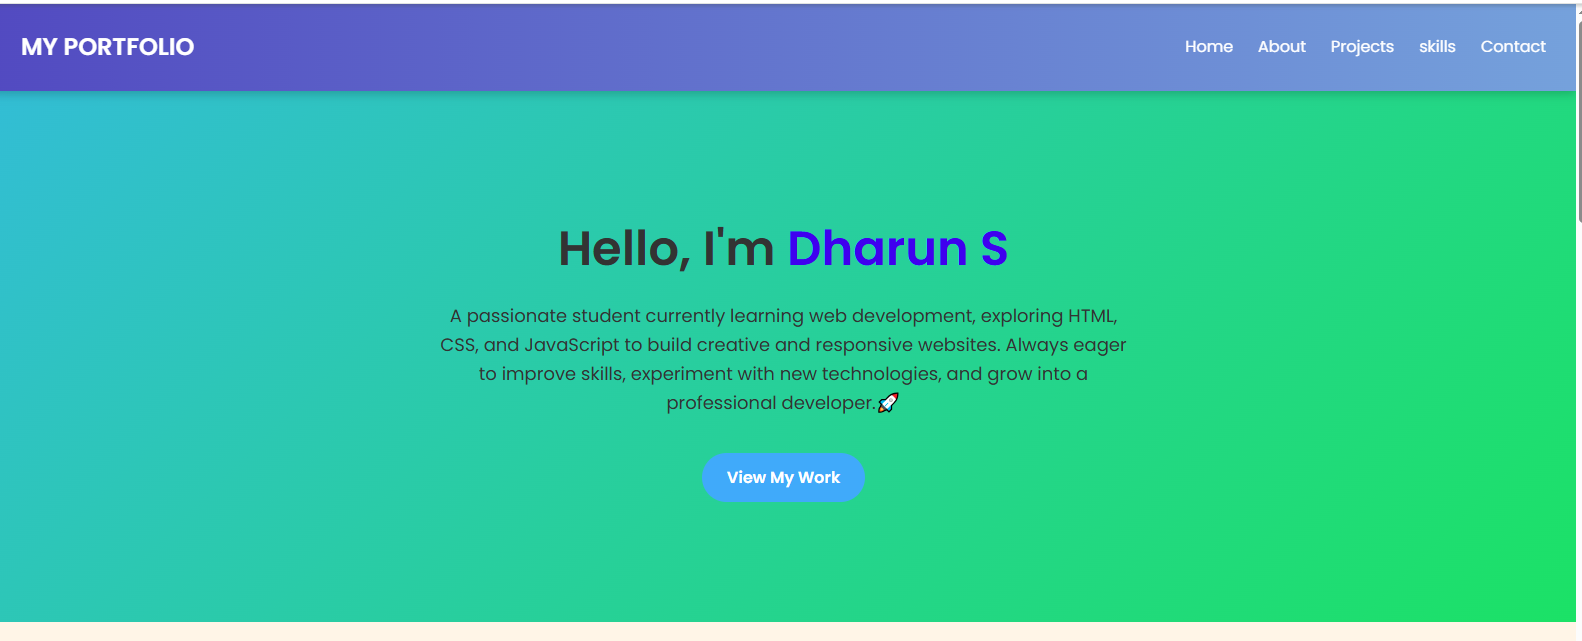 MY PORTFOLIO
Home About Projects skills Contact
Hello, I'm Dharun S
A passionate student currently learning web development, exploring HTML,
CSS, and JavaScript to build creative and responsive websites. Always eager
to improve skills, experiment with new technologies, and grow into a
professional developer.🚀
View My Work